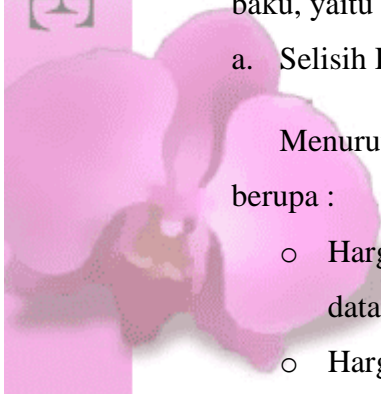 baku, yaitu
a. Selisih
Menuru
berupa :
o Harg
data
o Harg